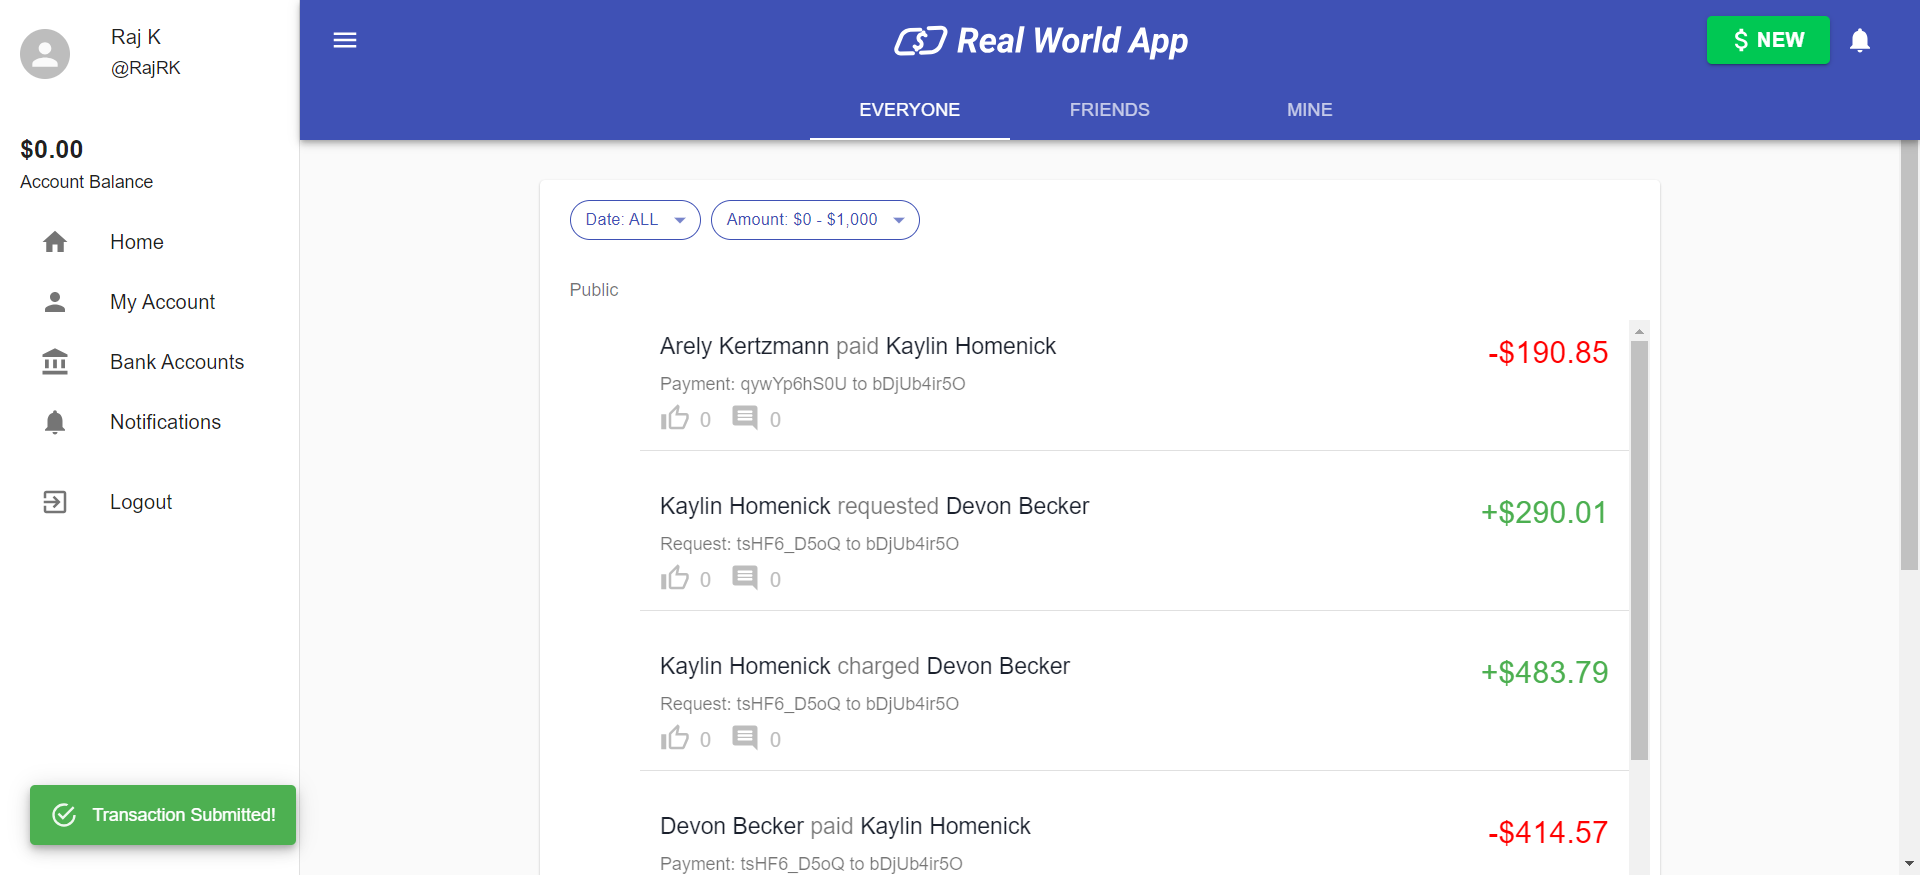 Raj K
@RajRK
$0.00
Account Balance
Home
My Account
Bank Accounts
Notifications
Logout
Transaction Submitted!
Real World App
$ NEW
EVERYONE FRIENDS MINE
Date: ALL Amount: $0 - $1,000
Public
Arely Kertzmann paid Kaylin Homenick -$190.85
Payment: qywYp6hS0U to bDjUb4ir5O
0 0
Kaylin Homenick requested Devon Becker +$290.01
Request: tsHF6_D5oQ to bDjUb4ir5O
0 0
Kaylin Homenick charged Devon Becker +$483.79
Request: tsHF6_D5oQ to bDjUb4ir5O
0 0
Devon Becker paid Kaylin Homenick -$414.57
Payment: tsHF6_D5oQ to bDjUb4ir5O